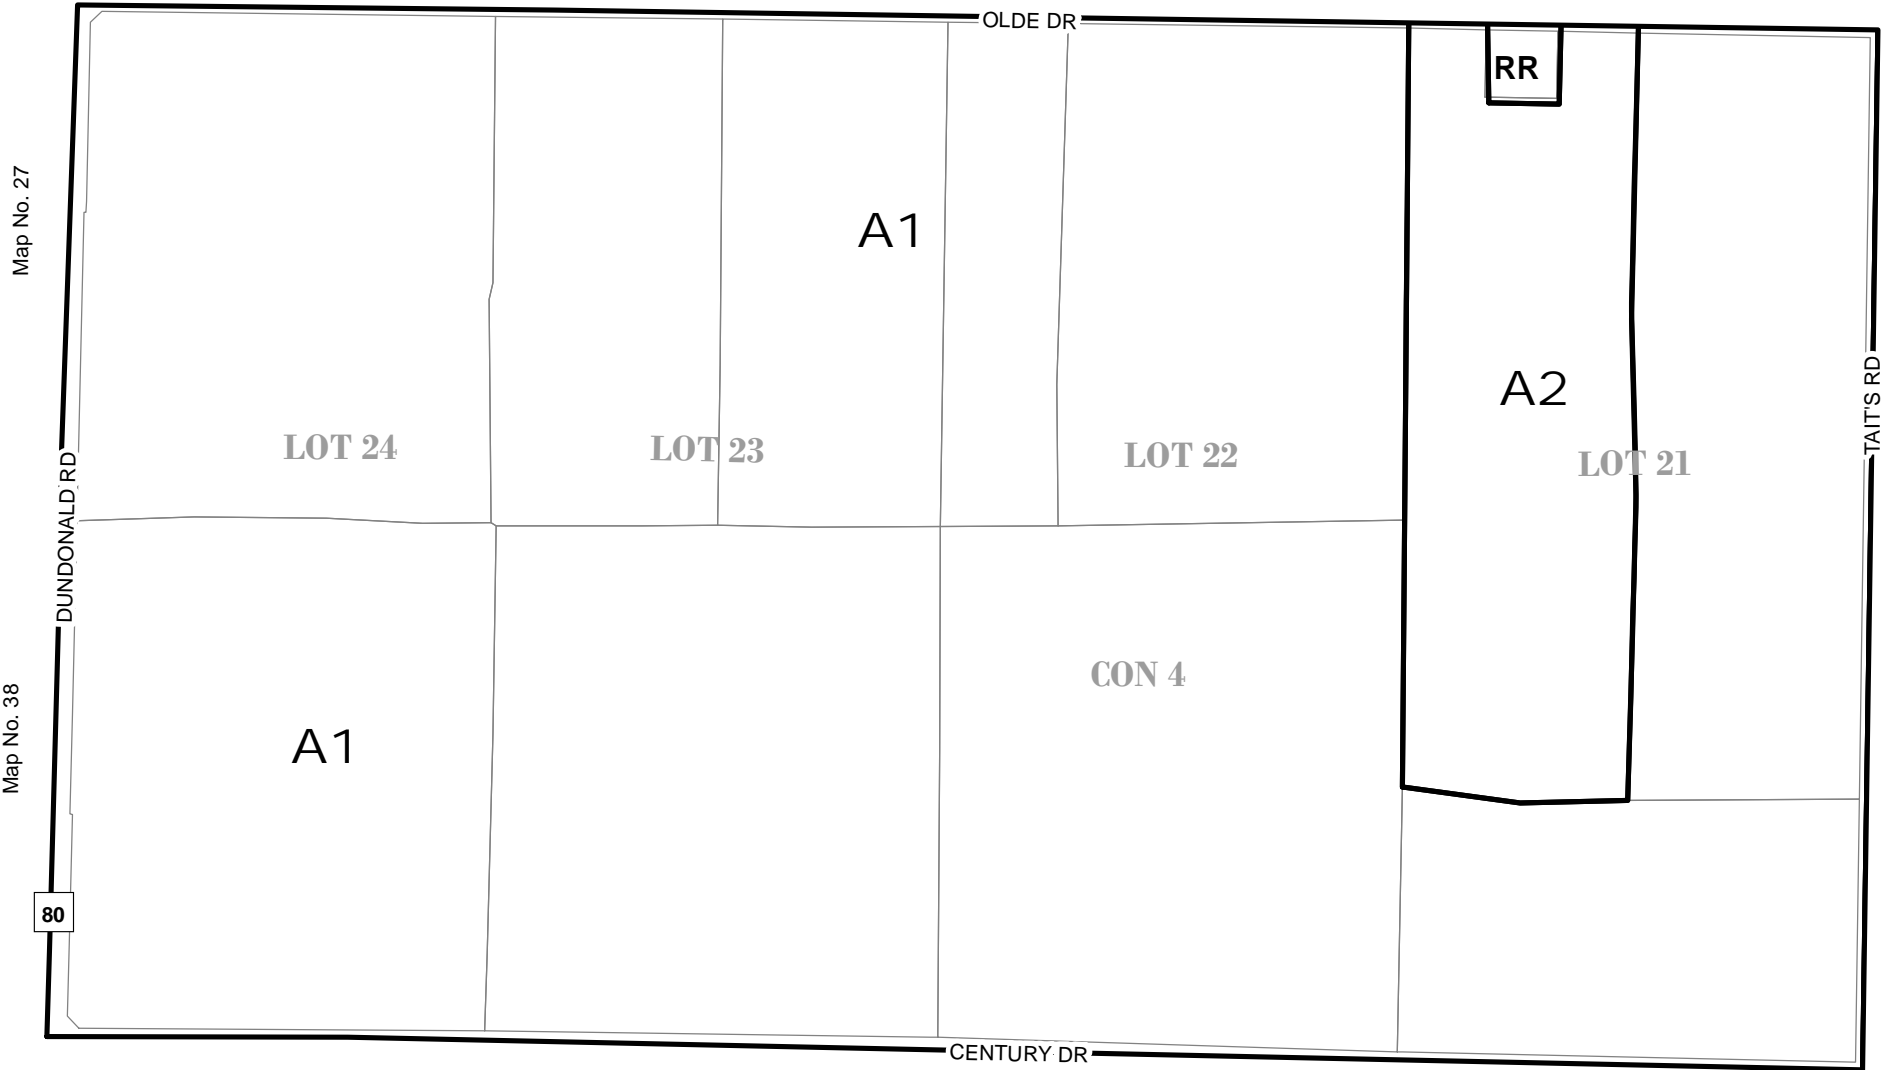 OLDE DR
RR
Map No. 27
A1
A2
TAIT'S RD
LOT 24
LOT 23
LOT 22
LOT 21
DUNDONALD RD
CON 4
Map No. 38
A1
80
CENTURY DR